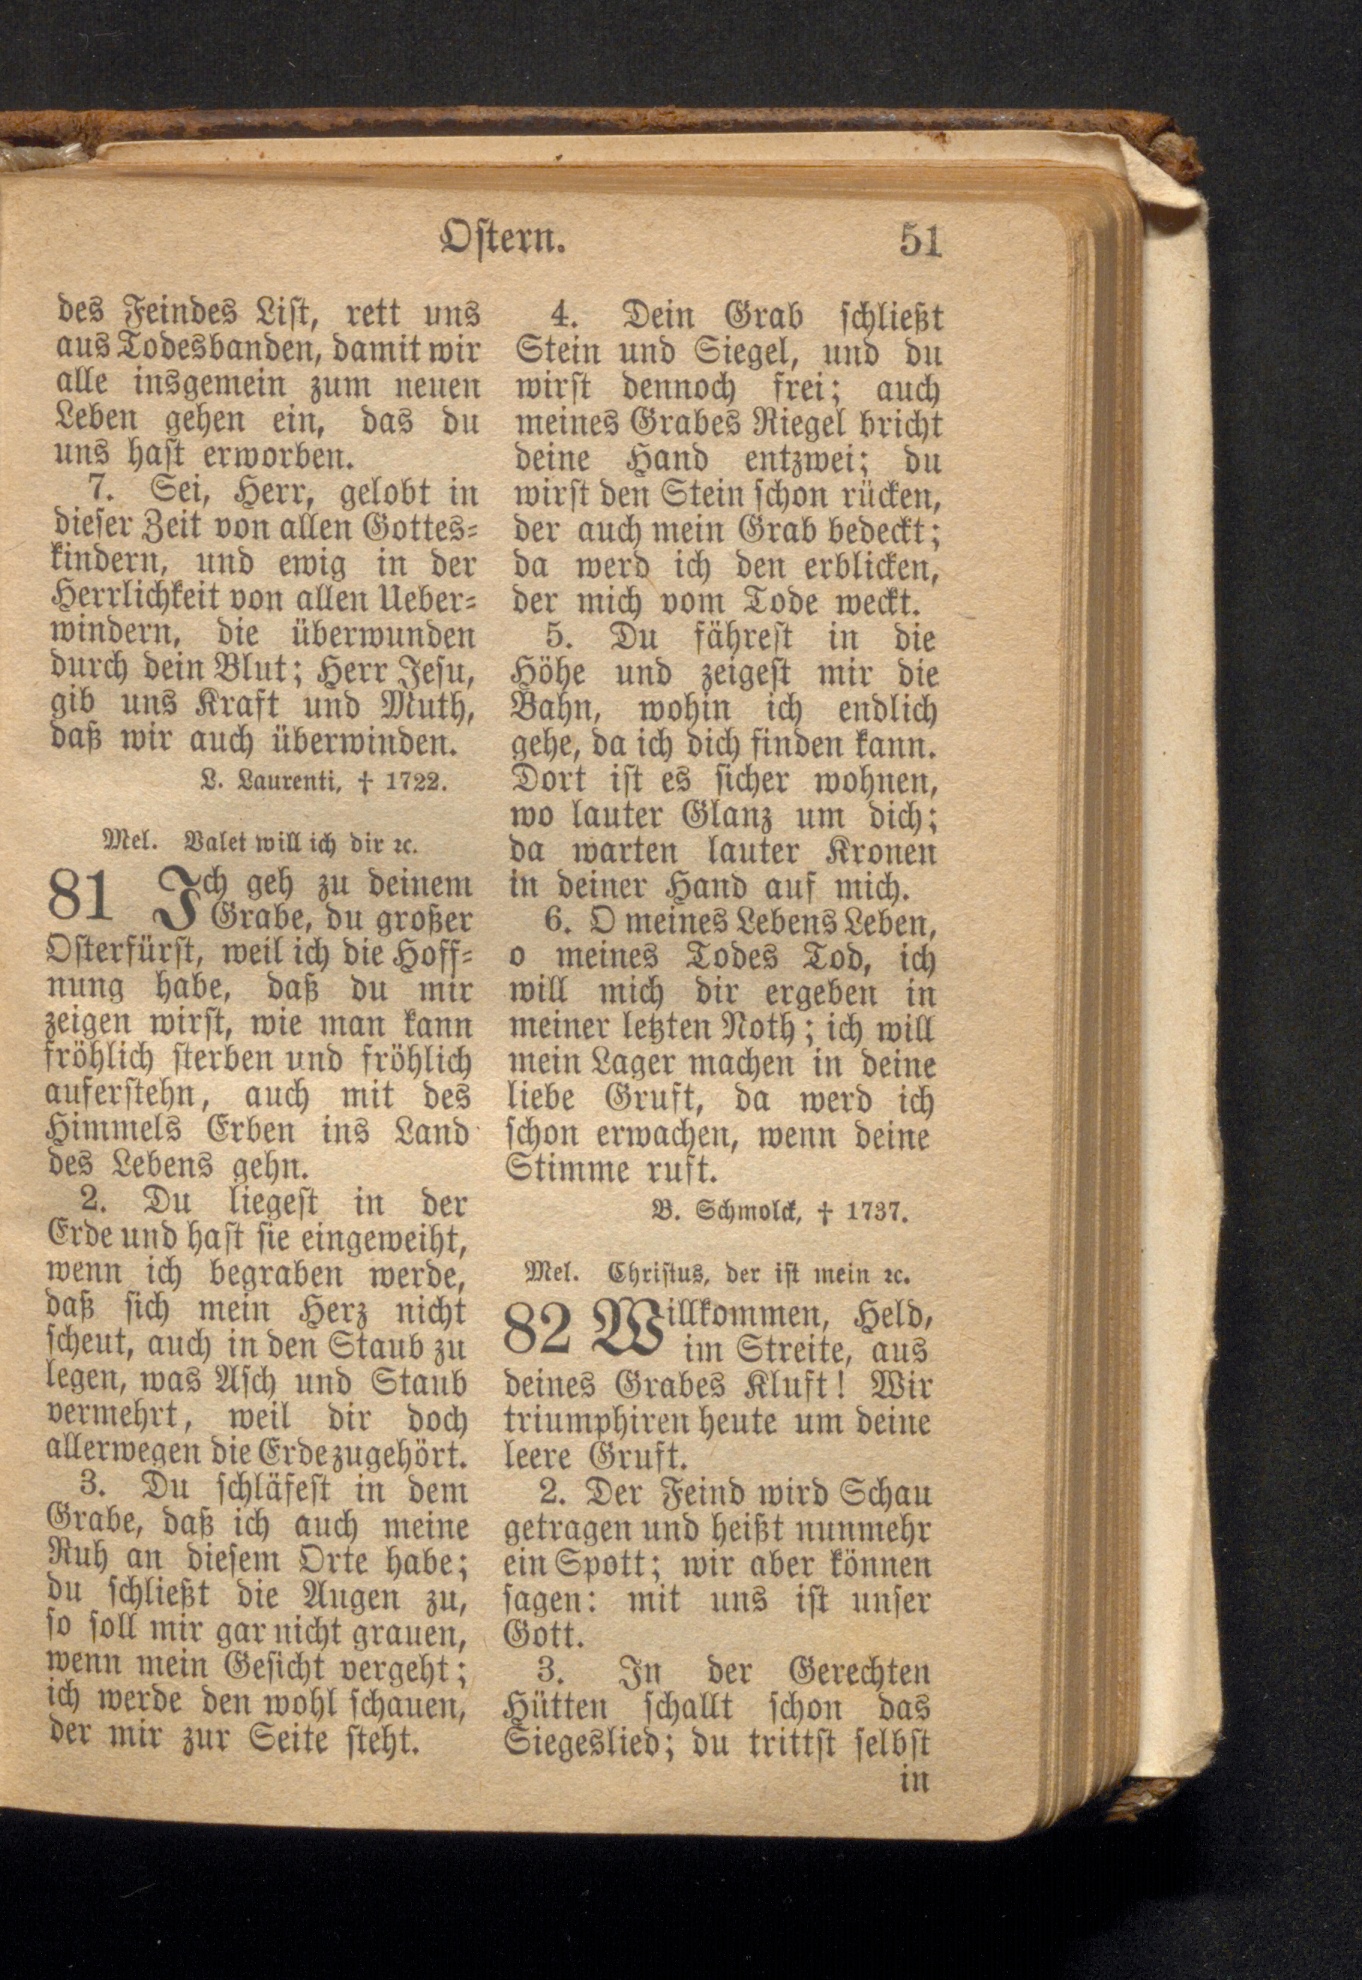 Ostern. 51
des Feindes List, rett uns
aus Todesbanden, damit wir
alle insgemein zum neuen
Leben gehen ein, das du
uns hast erworben.
7. Sei, Herr, gelobt in
dieser Zeit von allen Gottes-
kindern, und ewig in der
Herrlichkeit von allen Ueber-
windern, die überwunden
durch dein Blut; Herr Jesu,
gib uns Kraft und Muth,
daß wir auch überwinden.
L. Laurenti, † 1722.
Mel. Valet will ich dir ꝛc.
81 Ich geh zu deinem
Grabe, du großer
Osterfürst, weil ich die Hoff-
nung habe, daß du mir
zeigen wirst, wie man kann
fröhlich sterben und fröhlich
auferstehn, auch mit des
Himmels Erben ins Land
des Lebens gehn.
2. Du liegest in der
Erde und hast sie eingeweiht,
wenn ich begraben werde,
daß sich mein Herz nicht
scheut, auch in den Staub zu
legen, was Asch und Staub
vermehrt, weil dir doch
allerwegen die Erde zugehört.
3. Du schläfest in dem
Grabe, daß ich auch meine
Ruh an diesem Orte habe;
du schließt die Augen zu,
so soll mir gar nicht grauen,
wenn mein Gesicht vergeht;
ich werde den wohl schauen,
der mir zur Seite steht.
4. Dein Grab schließt
Stein und Siegel, und du
wirst dennoch frei; auch
meines Grabes Riegel bricht
deine Hand entzwei; du
wirst den Stein schon rücken,
der auch mein Grab bedeckt;
da werd ich den erblicken,
der mich vom Tode weckt.
5. Du fährest in die
Höhe und zeigest mir die
Bahn, wohin ich endlich
gehe, da ich dich finden kann.
Dort ist es sicher wohnen,
wo lauter Glanz um dich;
da warten lauter Kronen
in deiner Hand auf mich.
6. O meines Lebens Leben,
o meines Todes Tod, ich
will mich dir ergeben in
meiner letzten Noth; ich will
mein Lager machen in deine
liebe Gruft, da werd ich
schon erwachen, wenn deine
Stimme ruft.
B. Schmolck, † 1737.
Mel. Christus, der ist mein ꝛc.
82 Willkommen, Held,
im Streite, aus
deines Grabes Kluft! Wir
triumphiren heute um deine
leere Gruft.
2. Der Feind wird Schau
getragen und heißt nunmehr
ein Spott; wir aber können
sagen: mit uns ist unser
Gott.
3. In der Gerechten
Hütten schallt schon das
Siegeslied; du trittst selbst
in